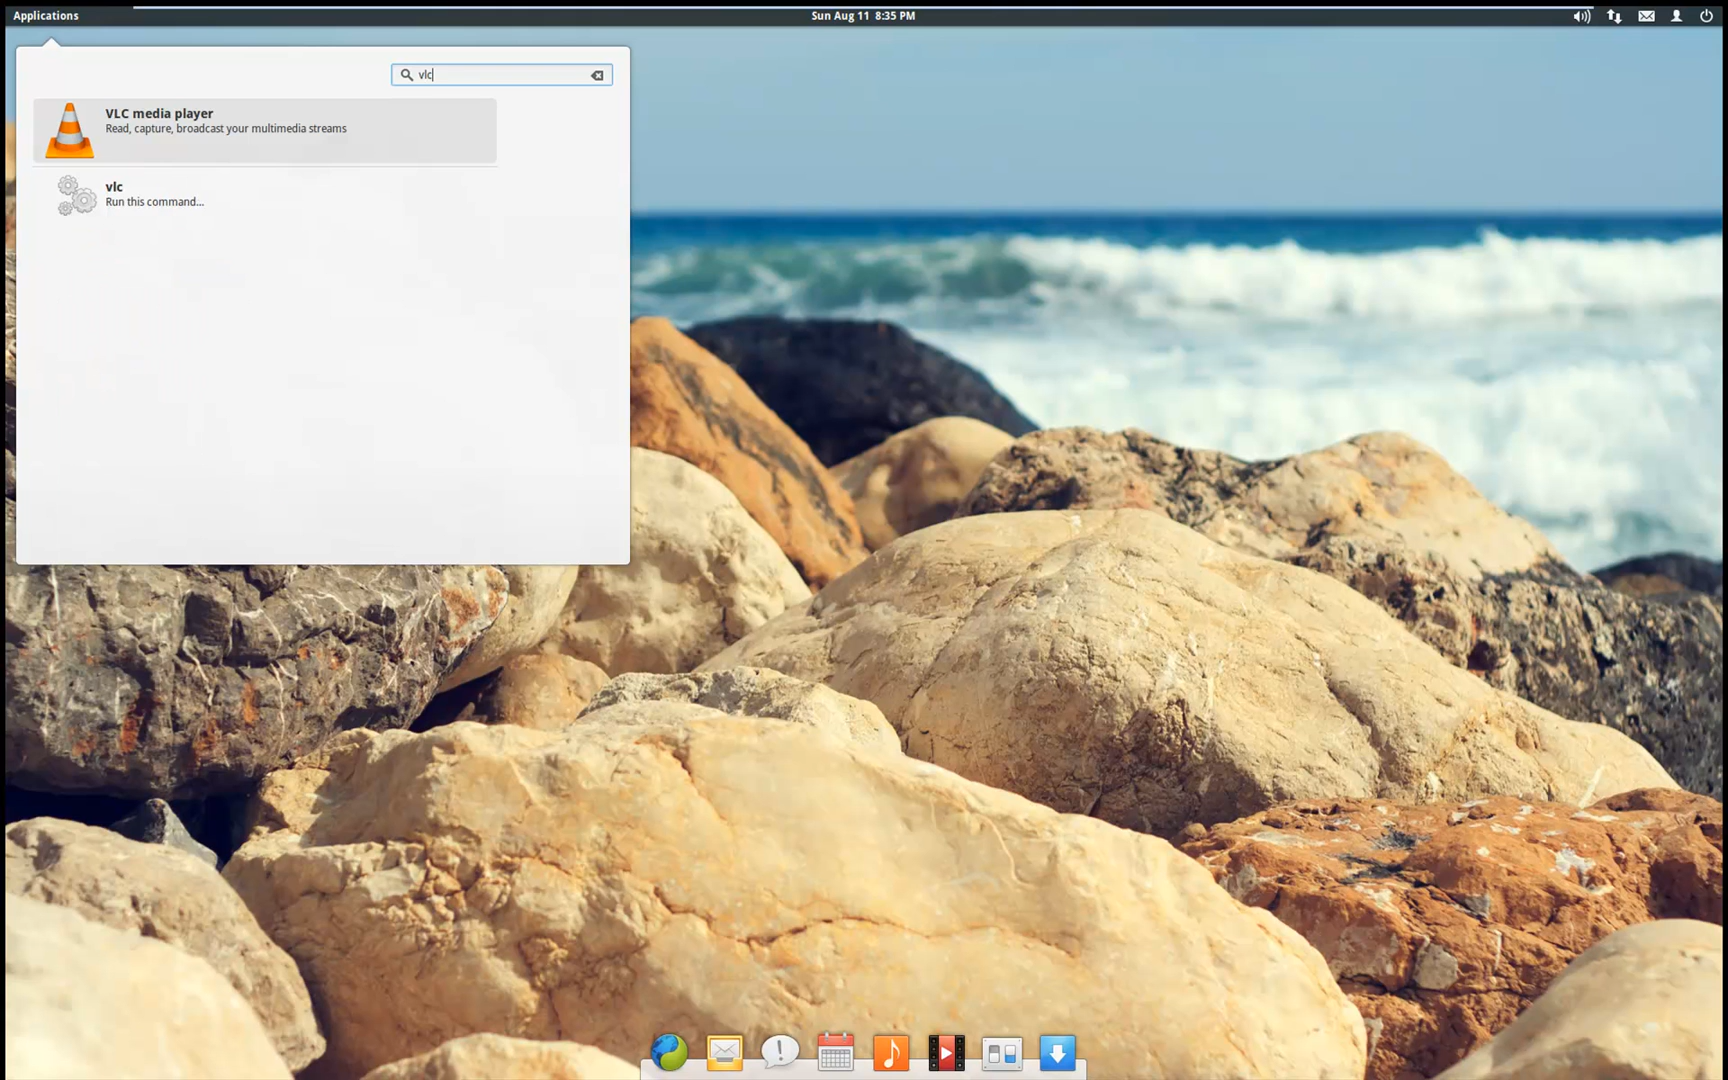 Applications
Sun Aug 11 8:35 PM
vlc
VLC media player
Read, capture, broadcast your multimedia streams
vlc
Run this command...